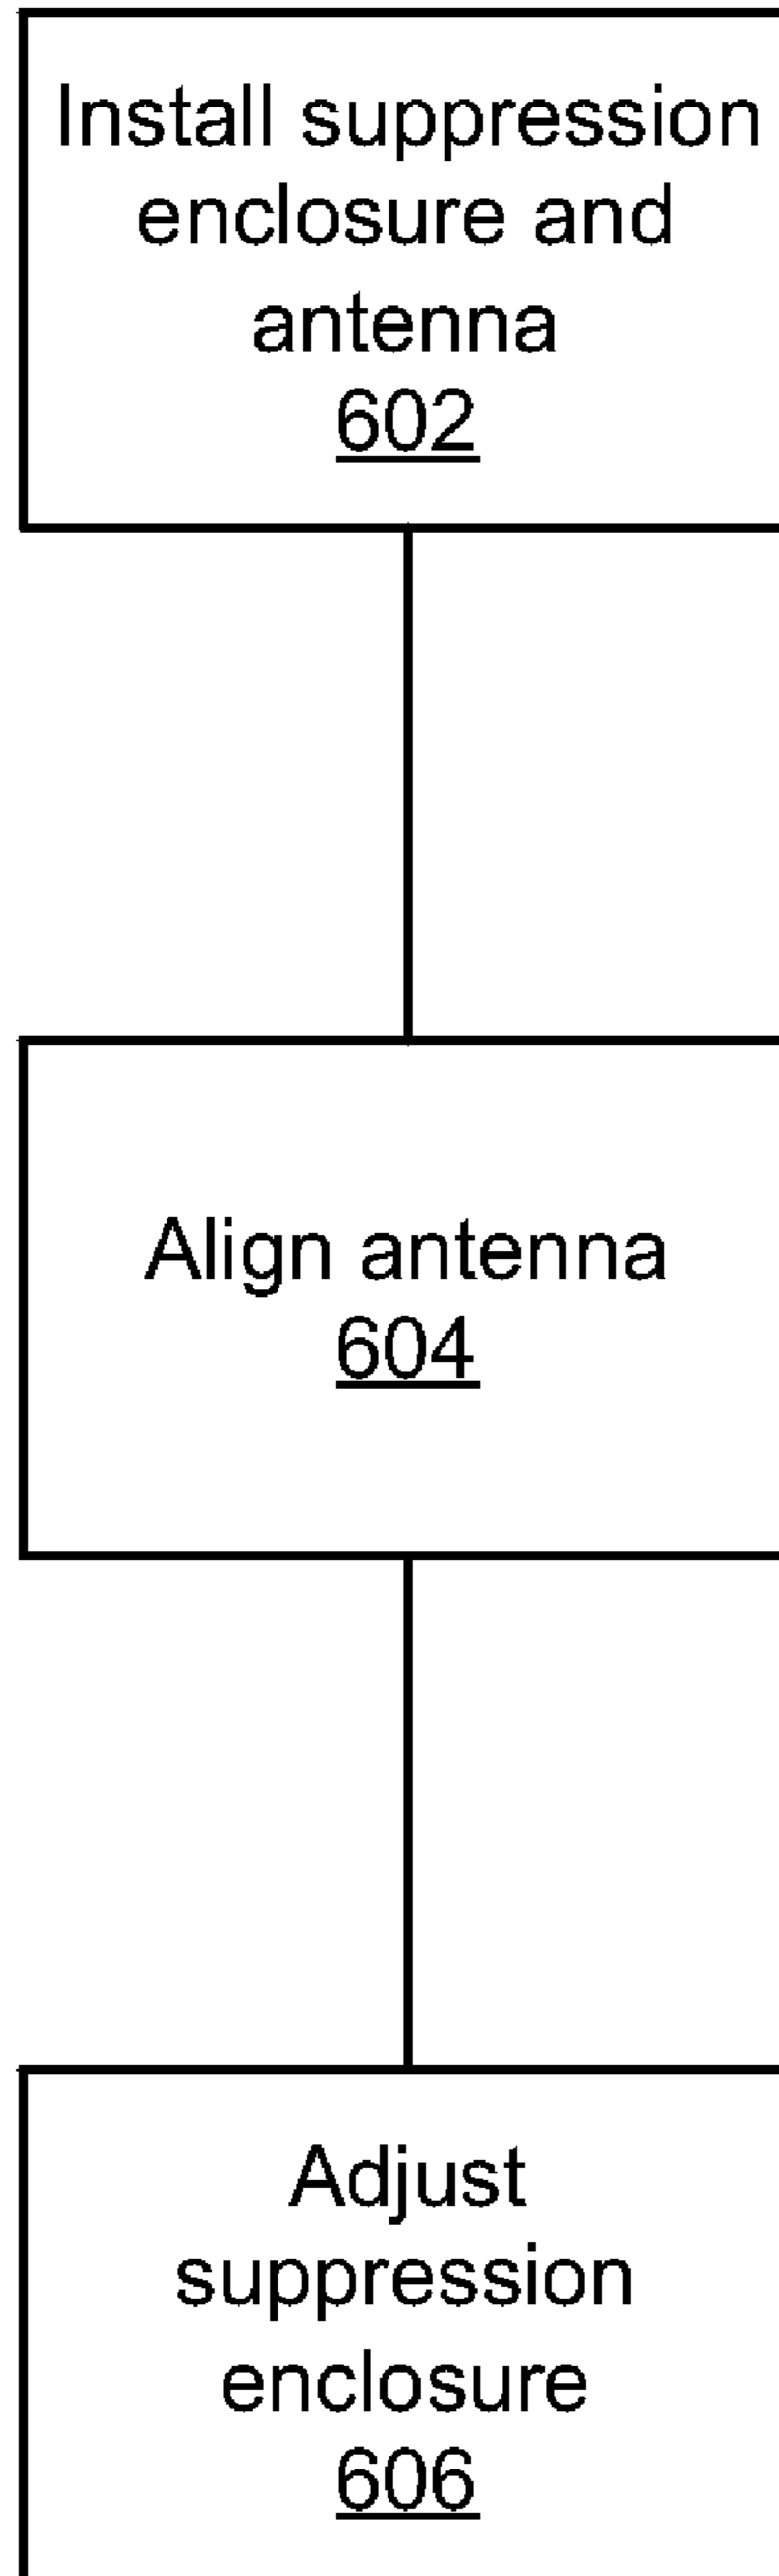 Install suppression
enclosure and
antenna
602
Align antenna
604
Adjust
suppression
enclosure
606